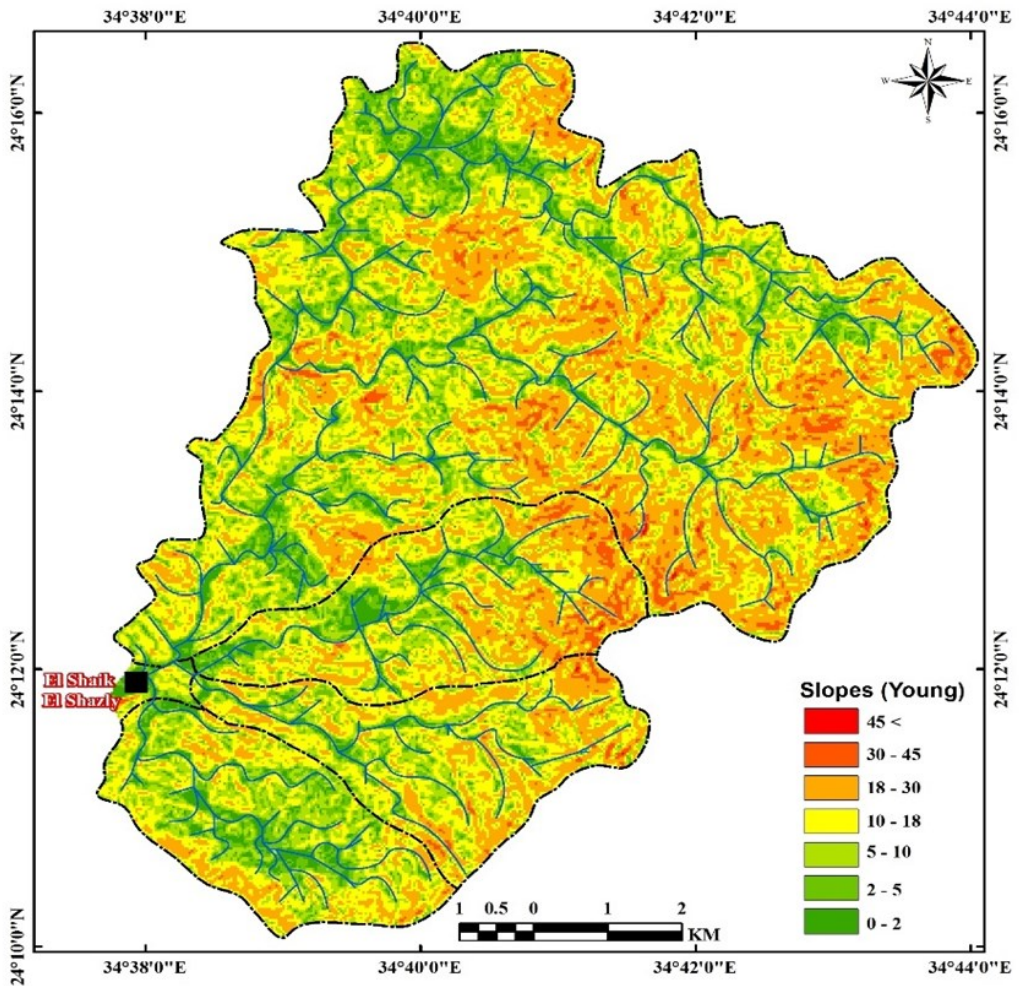 34°38'0"E 34°40'0"E 34°42'0"E 34°44'0"E
N
W E
S
24°16'0"N 24°16'0"N
24°14'0"N 24°14'0"N
24°12'0"N 24°12'0"N
El Shaik
El Shazly
Slopes (Young)
45 <
30 - 45
18 - 30
10 - 18
5 - 10
2 - 5
0 - 2
1 0.5 0 1 2
KM
24°10'0"N 24°10'0"N
34°38'0"E 34°40'0"E 34°42'0"E 34°44'0"E